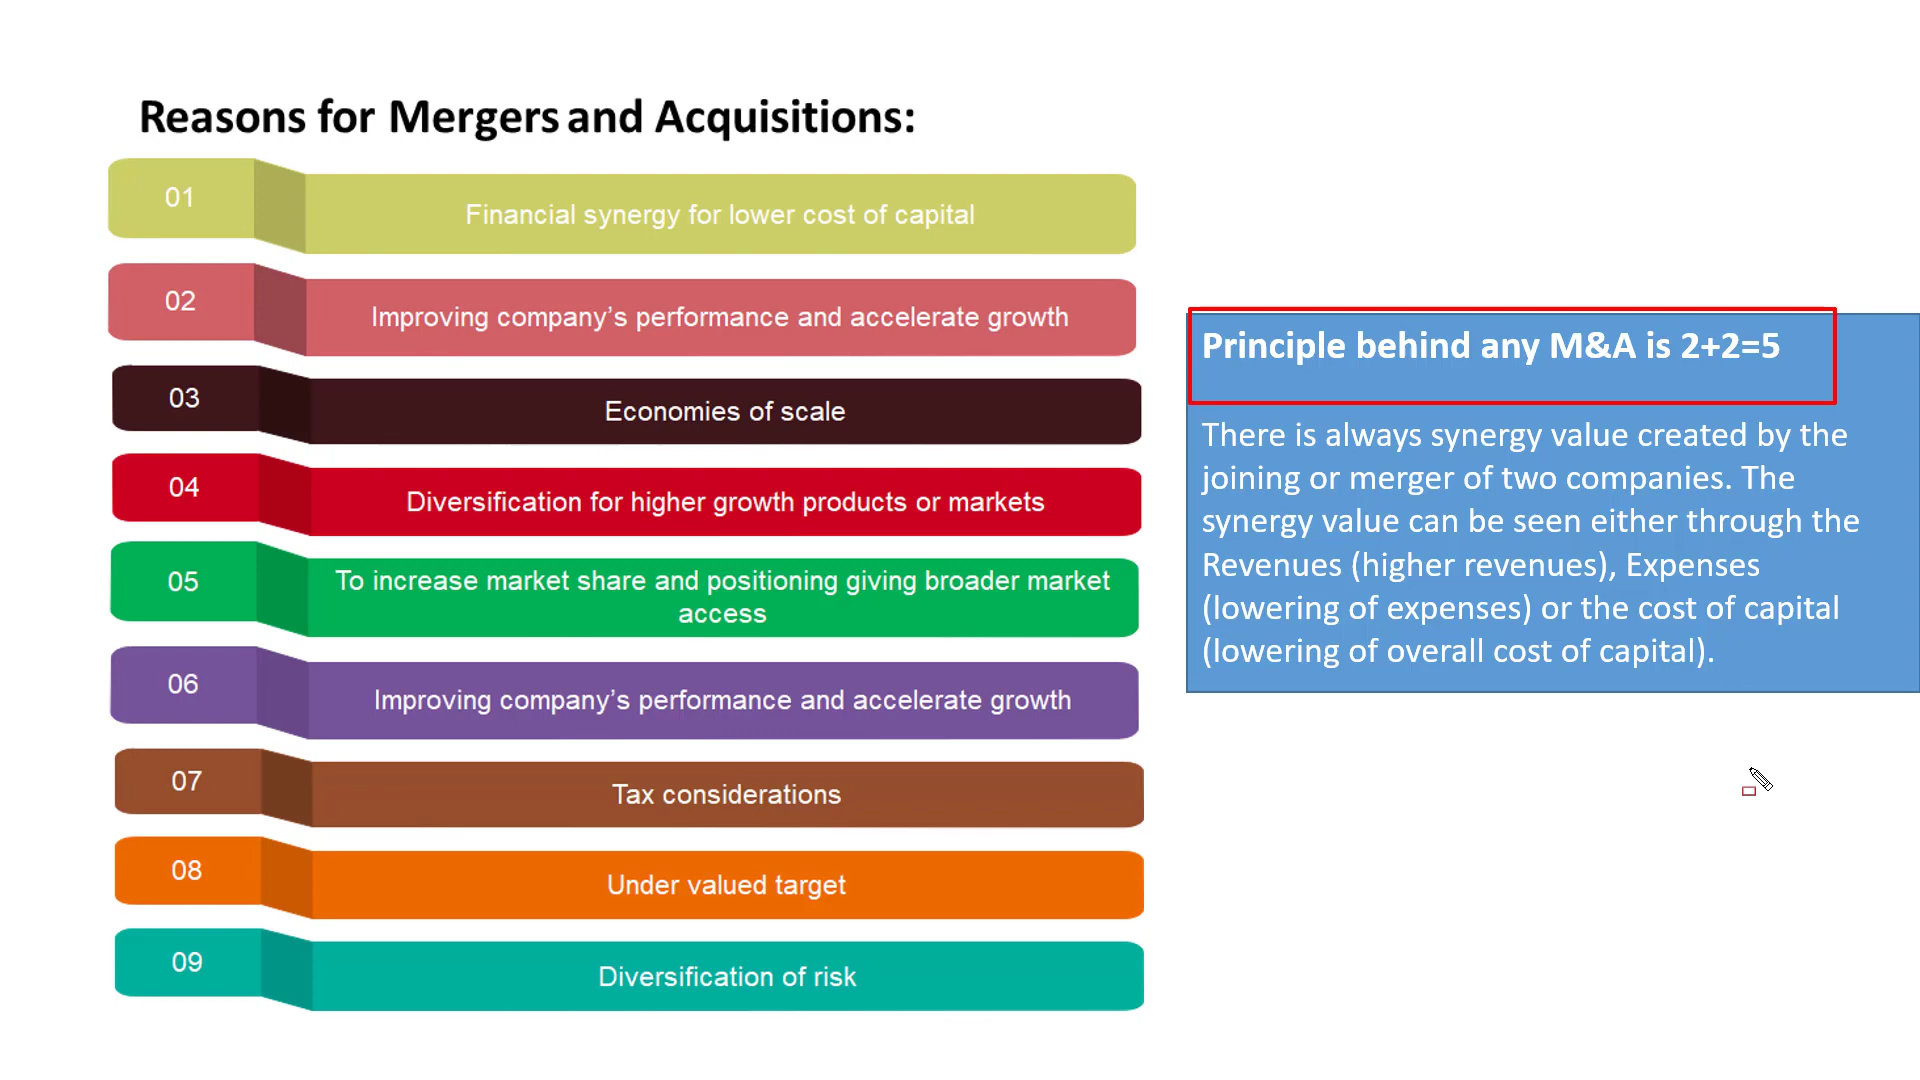 Reasons for Mergers and Acquisitions:
01
Financial synergy for lower cost of capital
02
Improving company’s performance and accelerate growth
03
Economies of scale
04
Diversification for higher growth products or markets
05
To increase market share and positioning giving broader market
access
06
Improving company’s performance and accelerate growth
07
Tax considerations
08
Under valued target
09
Diversification of risk
Principle behind any M&A is 2+2=5
There is always synergy value created by the
joining or merger of two companies. The
synergy value can be seen either through the
Revenues (higher revenues), Expenses
(lowering of expenses) or the cost of capital
(lowering of overall cost of capital).